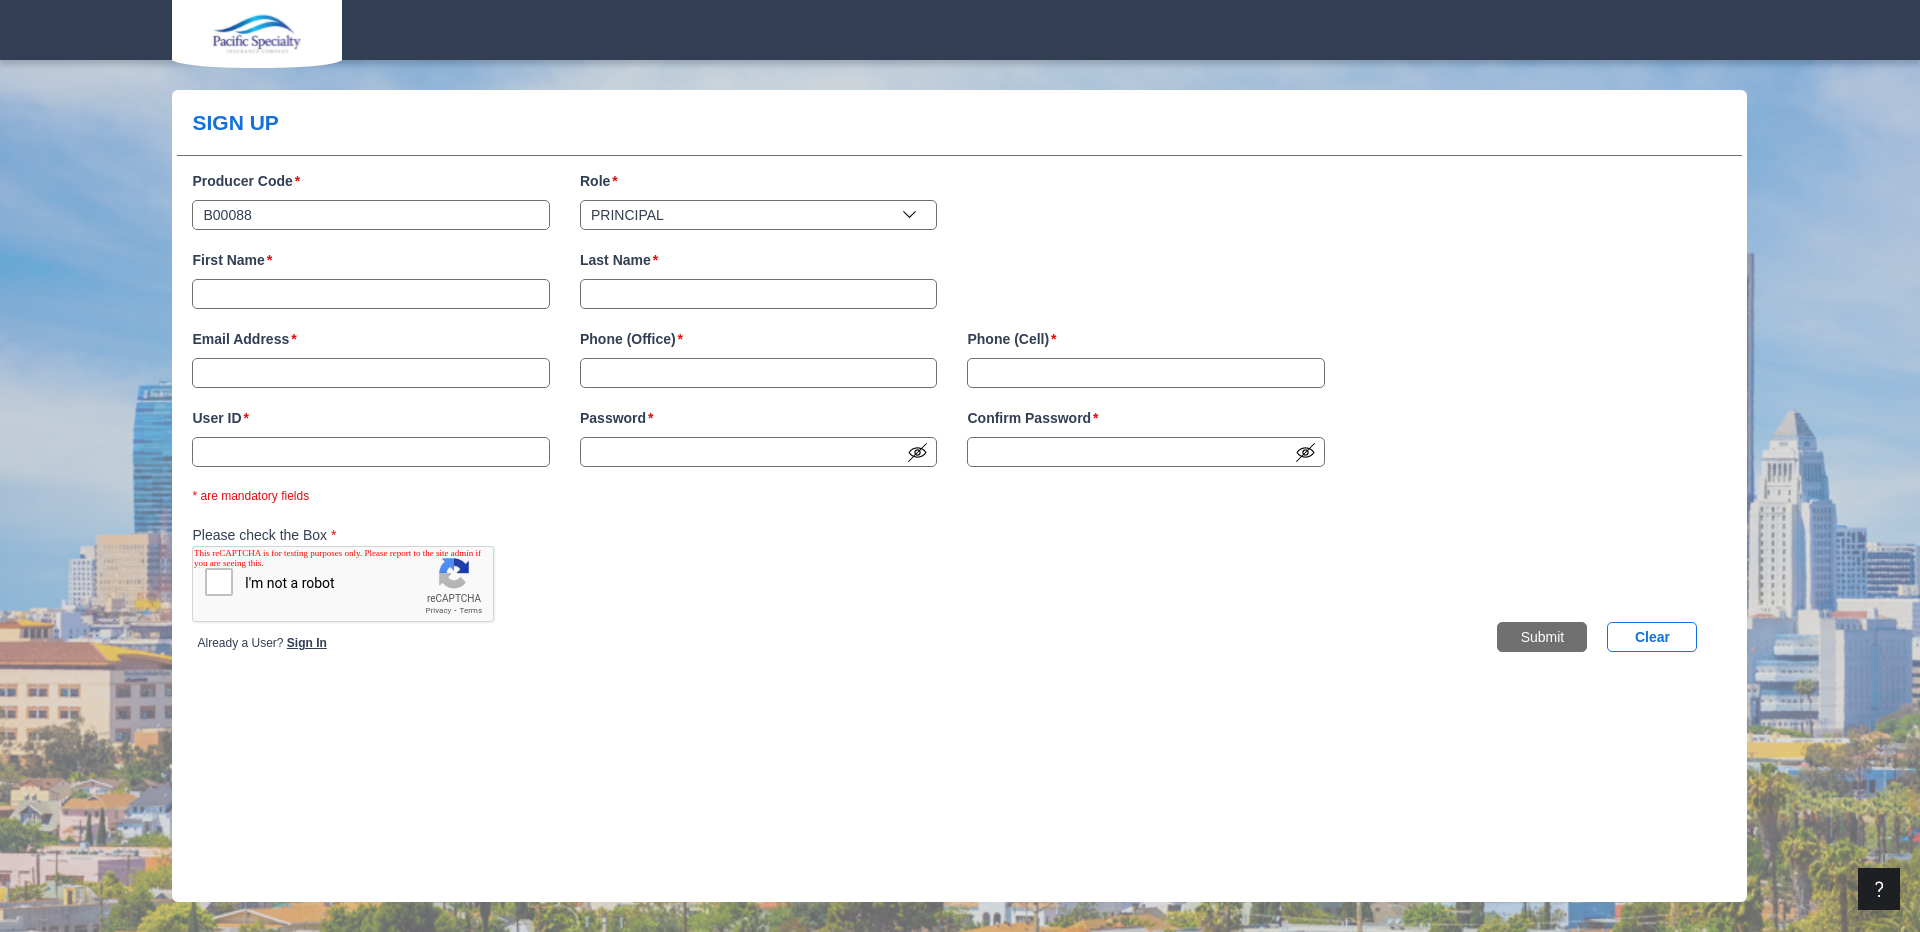 Pacific Specialty
INSURANCE COMPANY
SIGN UP
Producer Code*
Role*
B00088
PRINCIPAL
First Name*
Last Name*
Email Address*
Phone (Office)*
Phone (Cell)*
User ID*
Password*
Confirm Password*
* are mandatory fields
Please check the Box *
This reCAPTCHA is for testing purposes only. Please report to the site admin if
you are seeing this.
I'm not a robot
reCAPTCHA
Privacy - Terms
Already a User? Sign In
Submit
Clear
?